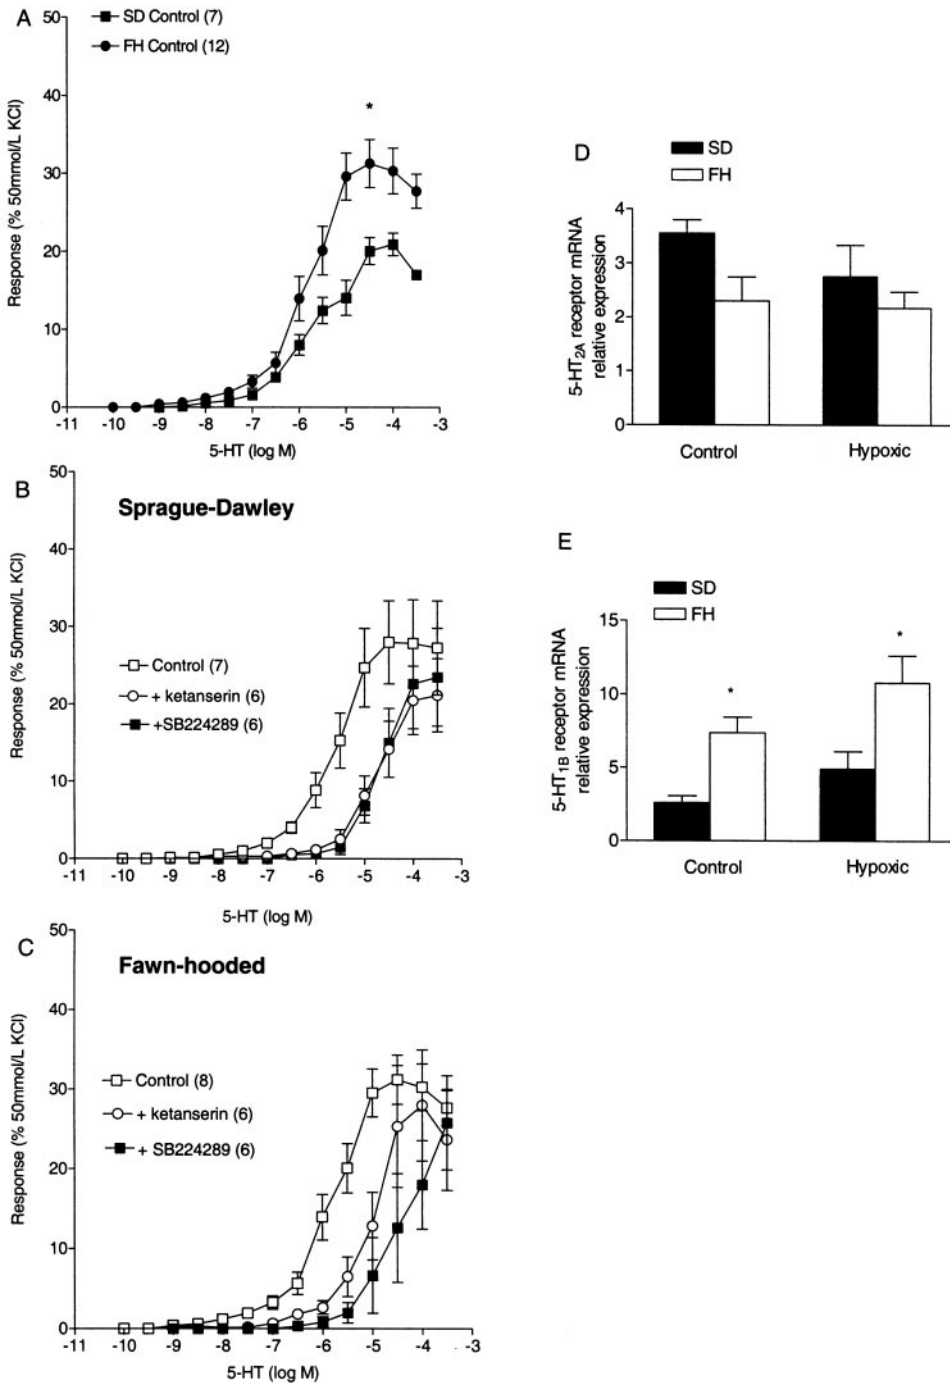 A
SD Control (7)
FH Control (12)
*
Response (% 50mmol/L KCl)
50
40
30
20
10
0
-11 -10 -9 -8 -7 -6 -5 -4 -3
5-HT (log M)
B
Sprague-Dawley
Control (7)
+ ketanserin (6)
+SB224289 (6)
Response (% 50mmol/L KCl)
50
40
30
20
10
0
-11 -10 -9 -8 -7 -6 -5 -4 -3
5-HT (log M)
C
Fawn-hooded
Control (8)
+ ketanserin (6)
+ SB224289 (6)
Response (% 50mmol/L KCl)
50
40
30
20
10
0
-11 -10 -9 -8 -7 -6 -5 -4 -3
5-HT (log M)
D
SD
FH
5-HT2A receptor mRNA
relative expression
4
3
2
1
0
Control Hypoxic
E
SD
FH
5-HT1B receptor mRNA
relative expression
15
10
5
0
*
*
Control Hypoxic